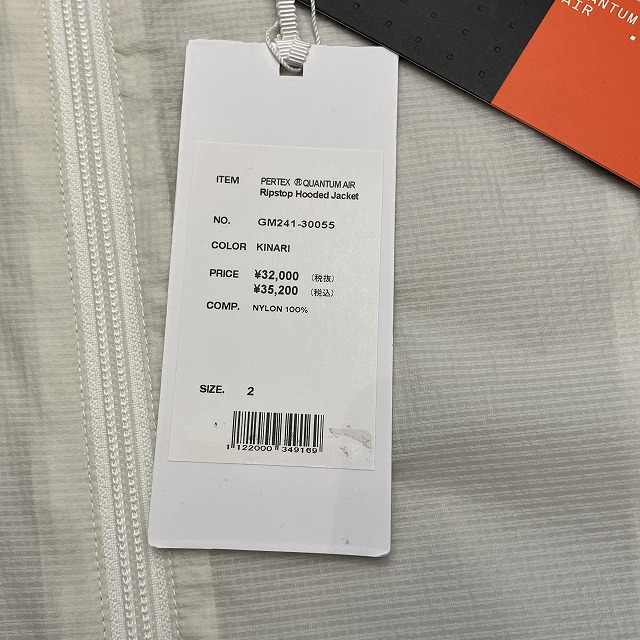 QUANTUM
AIR
ITEM PERTEX ®QUANTUM AIR
Ripstop Hooded Jacket
NO. GM241-30055
COLOR KINARI
PRICE ¥32,000 (税抜)
¥35,200 (税込)
COMP. NYLON 100%
SIZE. 2
1 122000 349169